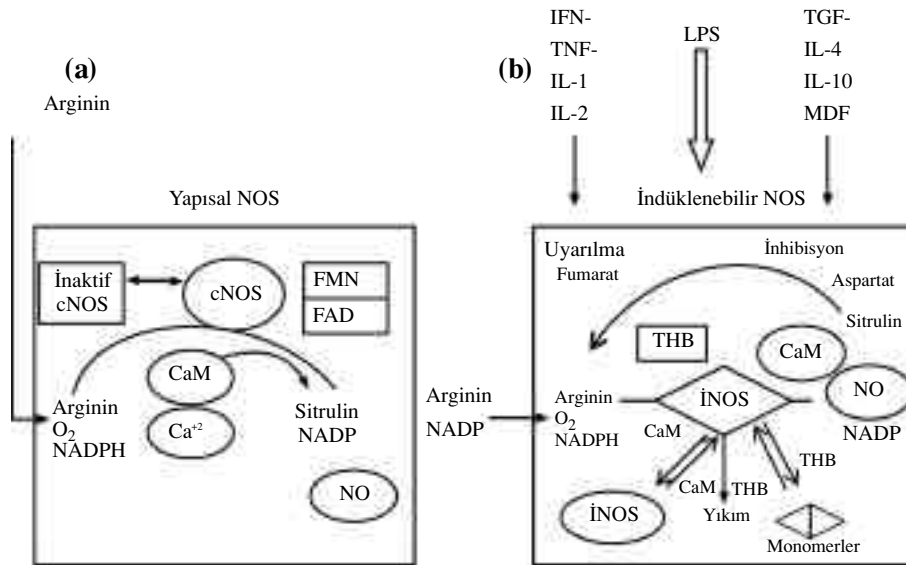 (a)
Arginin
Yapısal NOS
İnaktif
cNOS
cNOS
FMN
FAD
CaM
Ca+2
Arginin
O2
NADPH
Sitrulin
NADP
NO
(b)
IFN-
TNF-
IL-1
IL-2
LPS
TGF-
IL-4
IL-10
MDF
İndüklenebilir NOS
Uyarılma
Fumarat
İnhibisyon
Aspartat
Sitrulin
THB
CaM
NO
NADP
Arginin
NADP
Arginin
O2
NADPH
İNOS
CaM
THB
CaM
THB
İNOS
Yıkım
Monomerler